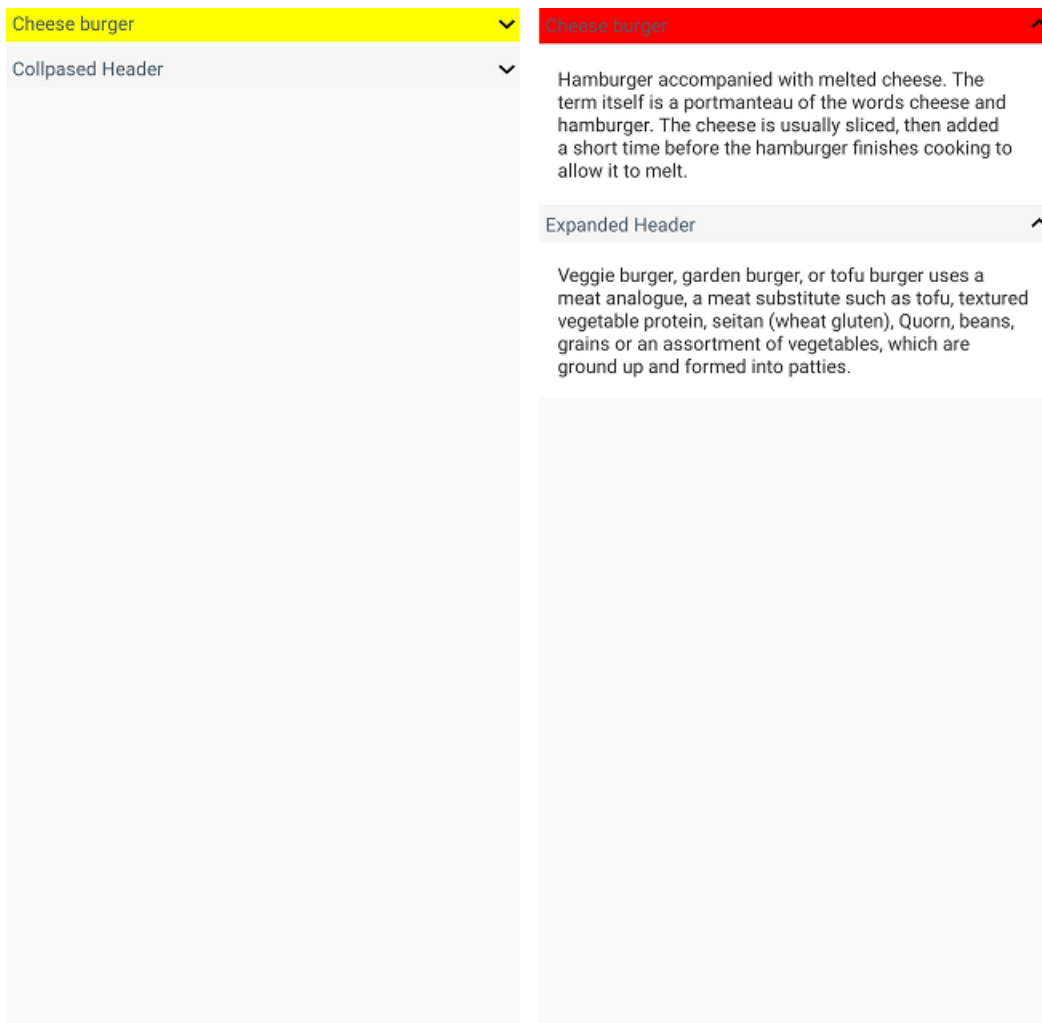 Cheese burger
Collpased Header
Cheese burger
Hamburger accompanied with melted cheese. The
term itself is a portmanteau of the words cheese and
hamburger. The cheese is usually sliced, then added
a short time before the hamburger finishes cooking to
allow it to melt.
Expanded Header
Veggie burger, garden burger, or tofu burger uses a
meat analogue, a meat substitute such as tofu, textured
vegetable protein, seitan (wheat gluten), Quorn, beans,
grains or an assortment of vegetables, which are
ground up and formed into patties.